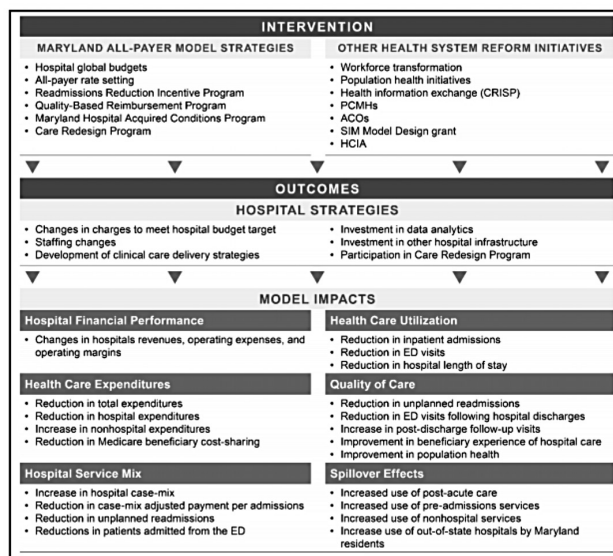 INTERVENTION
MARYLAND ALL-PAYER MODEL STRATEGIES
• Hospital global budgets
• All-payer rate setting
• Readmissions Reduction Incentive Program
• Quality-Based Reimbursement Program
• Maryland Hospital Acquired Conditions Program
• Care Redesign Program
OTHER HEALTH SYSTEM REFORM INITIATIVES
• Workforce transformation
• Population health initiatives
• Health information exchange (CRISP)
• PCMHs
• ACOs
• SIM Model Design grant
• HCIA
OUTCOMES
HOSPITAL STRATEGIES
• Changes in charges to meet hospital budget target
• Staffing changes
• Development of clinical care delivery strategies
• Investment in data analytics
• Investment in other hospital infrastructure
• Participation in Care Redesign Program
MODEL IMPACTS
Hospital Financial Performance
• Changes in hospitals revenues, operating expenses, and
operating margins
Health Care Utilization
• Reduction in inpatient admissions
• Reduction in ED visits
• Reduction in hospital length of stay
Health Care Expenditures
• Reduction in total expenditures
• Reduction in hospital expenditures
• Increase in nonhospital expenditures
• Reduction in Medicare beneficiary cost-sharing
Quality of Care
• Reduction in unplanned readmissions
• Reduction in ED visits following hospital discharges
• Increase in post-discharge follow-up visits
• Improvement in beneficiary experience of hospital care
• Improvement in population health
Hospital Service Mix
• Increase in hospital case-mix
• Reduction in case-mix adjusted payment per admissions
• Reduction in unplanned readmissions
• Reductions in patients admitted from the ED
Spillover Effects
• Increased use of post-acute care
• Increased use of pre-admissions services
• Increased use of nonhospital services
• Increase use of out-of-state hospitals by Maryland
residents